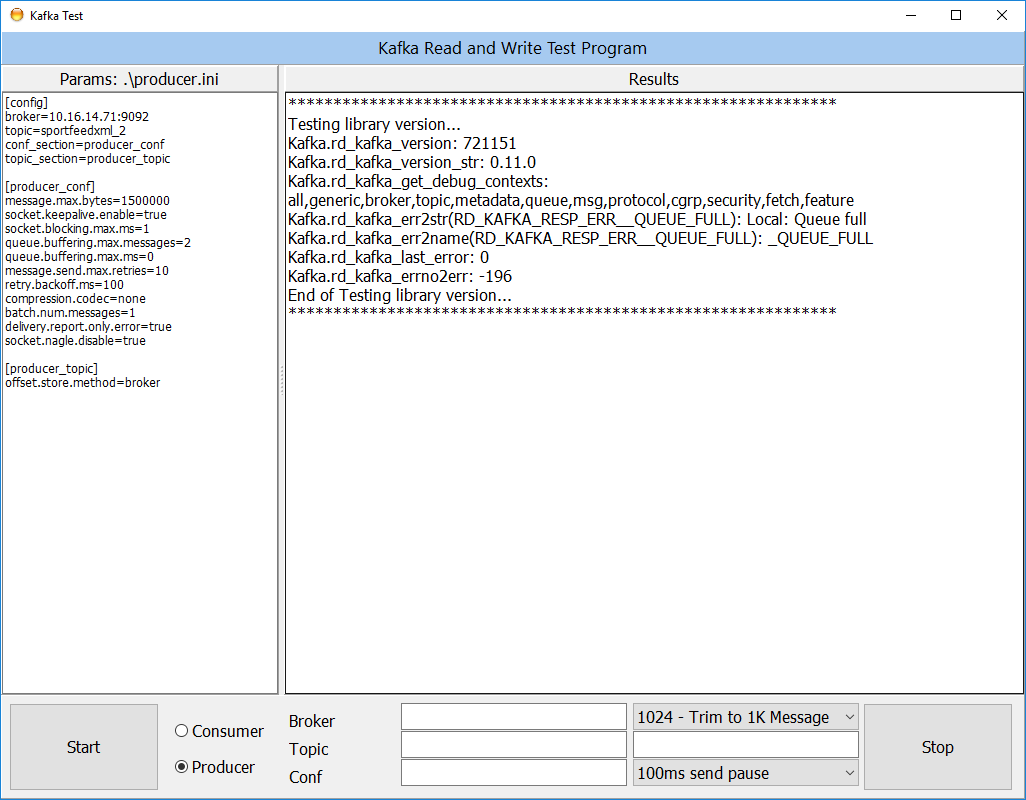 Kafka Test
Kafka Read and Write Test Program
Params: .\producer.ini
[config]
broker=10.16.14.71:9092
topic=sportfeedxml_2
conf_section=producer_conf
topic_section=producer_topic
[producer_conf]
message.max.bytes=1500000
socket.keepalive.enable=true
socket.blocking.max.ms=1
queue.buffering.max.messages=2
queue.buffering.max.ms=0
message.send.max.retries=10
retry.backoff.ms=100
compression.codec=none
batch.num.messages=1
delivery.report.only.error=true
socket.nagle.disable=true
[producer_topic]
offset.store.method=broker
Results
*************************************************************
Testing library version...
Kafka.rd_kafka_version: 721151
Kafka.rd_kafka_version_str: 0.11.0
Kafka.rd_kafka_get_debug_contexts:
all,generic,broker,topic,metadata,queue,msg,protocol,cgrp,security,fetch,feature
Kafka.rd_kafka_err2str(RD_KAFKA_RESP_ERR__QUEUE_FULL): Local: Queue full
Kafka.rd_kafka_err2name(RD_KAFKA_RESP_ERR__QUEUE_FULL): _QUEUE_FULL
Kafka.rd_kafka_last_error: 0
Kafka.rd_kafka_errno2err: -196
End of Testing library version...
*************************************************************
Start
Consumer
Producer
Broker
Topic
Conf
1024 - Trim to 1K Message
100ms send pause
Stop